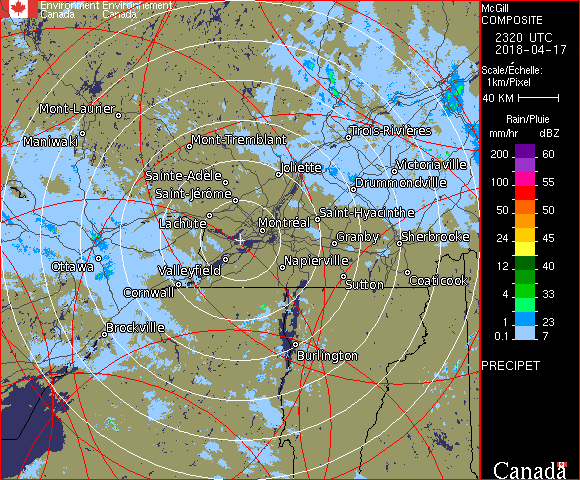 Environment Environnement
Canada Canada
McGill
COMPOSITE
2320 UTC
2018-04-17
Scale/Échelle:
1km/Pixel
40 KM
Rain/Pluie
mm/hr dBZ
200 60
55
100 55
50
50 45
24 35
12 40
4 33
1 23
0.1 7
PRECIPET
Canada
Mont-Laurier
Maniwaki
Mont-Tremblant
Trois-Rivières
Joliette
Victoriaville
Sainte-Adèle
Drummondville
Saint-Jérôme
Saint-Hyacinthe
Lachute
Montréal
Granby
Sherbrooke
Ottawa
Valleyfield
Napierville
Cornwall
Sutton
Coaticook
Brockville
Burlington